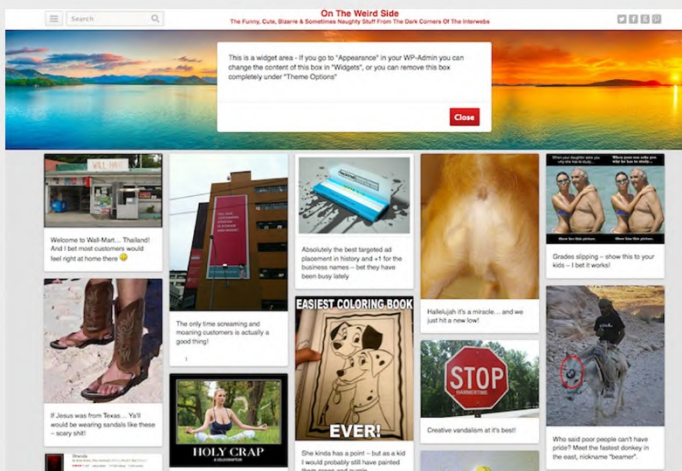 Search
On The Weird Side
The Funny, Cute, Bizarre & Sometimes Naughty Stuff From The Dark Corners Of The Interwebs
This is a widget area - If you go to "Appearance" in your WP-Admin you can
change the content of this box in "Widgets", or you can remove this box
completely under "Theme Options"
Close
WALL MART
Welcome to Wall-Mart... Thailand!
And I bet most customers would
feel right at home there
If Jesus was from Texas... Ya'll
would be wearing sandals like these
– scary shit!
The only time screaming and
moaning customers is actually a
good thing!
HOLY CRAP
Absolutely the best targeted ad
placement in history and +1 for the
business names – bet they have
been busy lately
EASIEST COLORING BOOK
EVER!
She kinda has a point – but as a kid
I would probably still have painted
Hallelujah it's a miracle... and we
just hit a new low!
STOP
HAMMERTIME
Creative vandalism at it's best!
Show him this picture.
Grades slipping – show this to your
kids – I bet it works!
Who said poor people can't have
pride? Meet the fastest donkey in
the east, nickname "beamer".